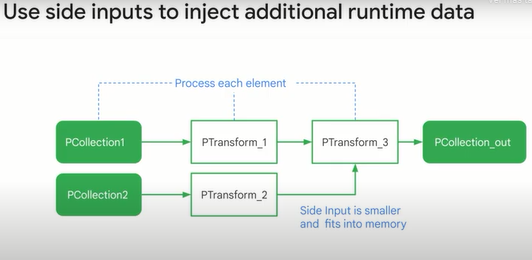 Use side inputs to inject additional runtime data
Process each element
PCollection1
PTransform_1
PTransform_3
PCollection_out
PCollection2
PTransform_2
Side Input is smaller
and fits into memory